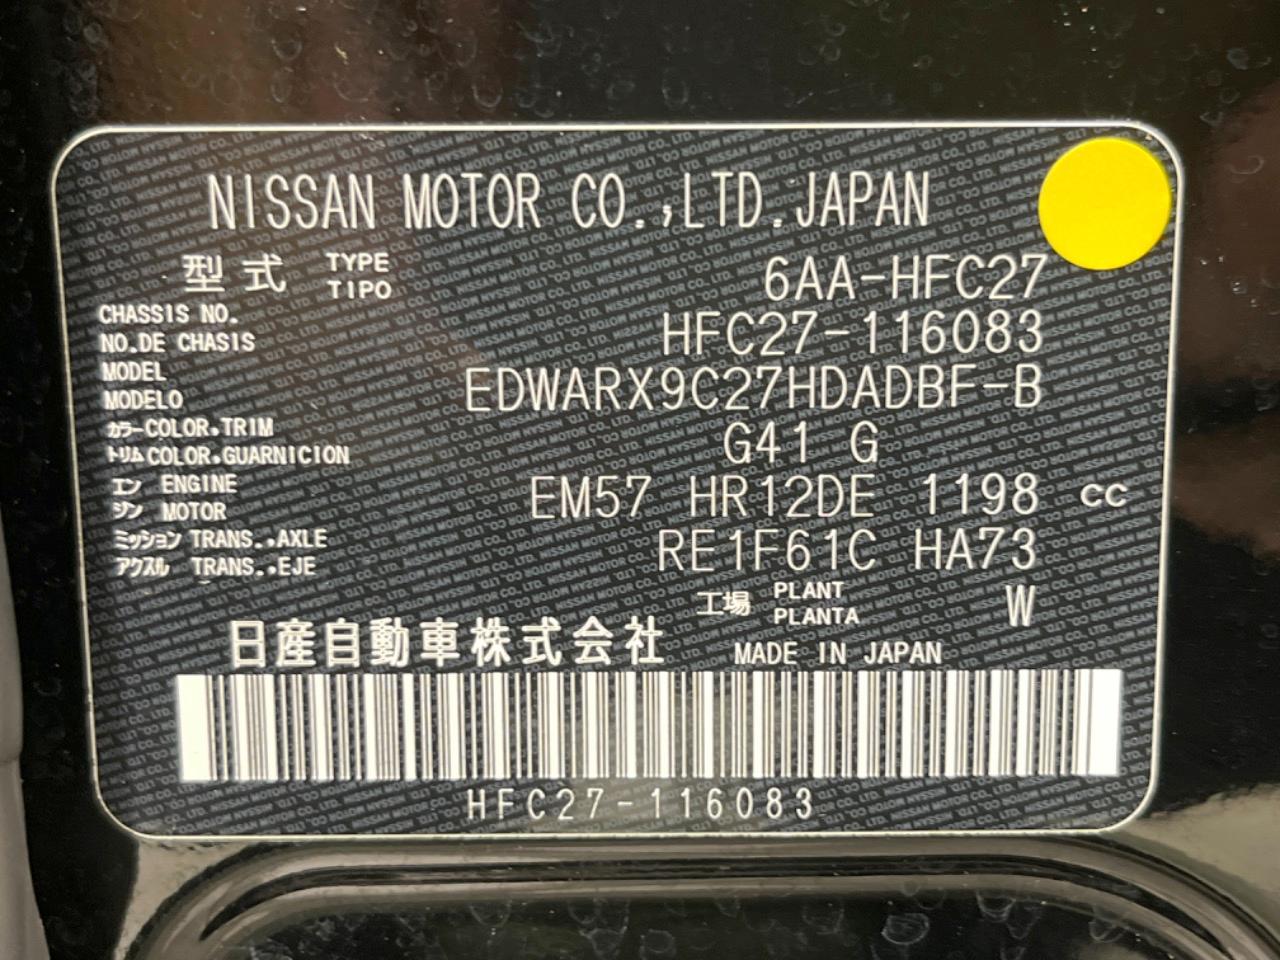 NISSAN MOTOR CO.,LTD.JAPAN
型式 TYPE TIPO 6AA-HFC27
CHASSIS NO.
NO.DE CHASIS HFC27-116083
MODEL
MODELO EDWARX9C27HDADBF-B
カラー COLOR.TRIM
トリム COLOR.GUARNICION G41 G
エン ENGINE
ジン MOTOR EM57 HR12DE 1198 CC
ミッション TRANS..AXLE
アクスル TRANS..EJE RE1F61C HA73
工場 PLANT PLANTA W
日産自動車株式会社 MADE IN JAPAN
HFC27-116083